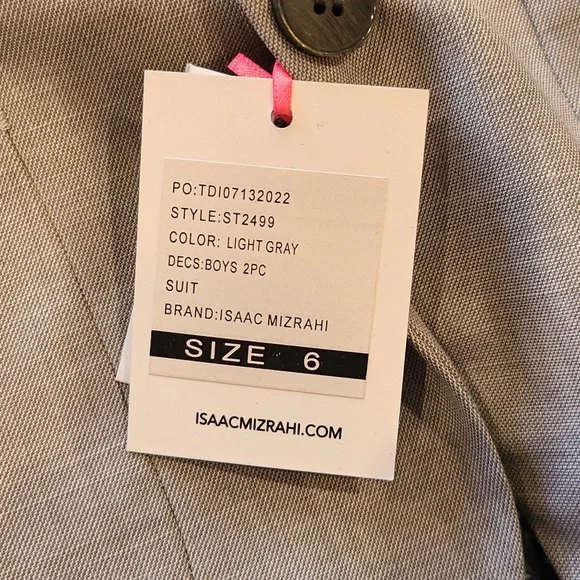 PO:TDI07132022
STYLE:ST2499
COLOR: LIGHT GRAY
DECS:BOYS 2PC
SUIT
BRAND:ISAAC MIZRAHI
SIZE 6
ISAACMIZRAHI.COM